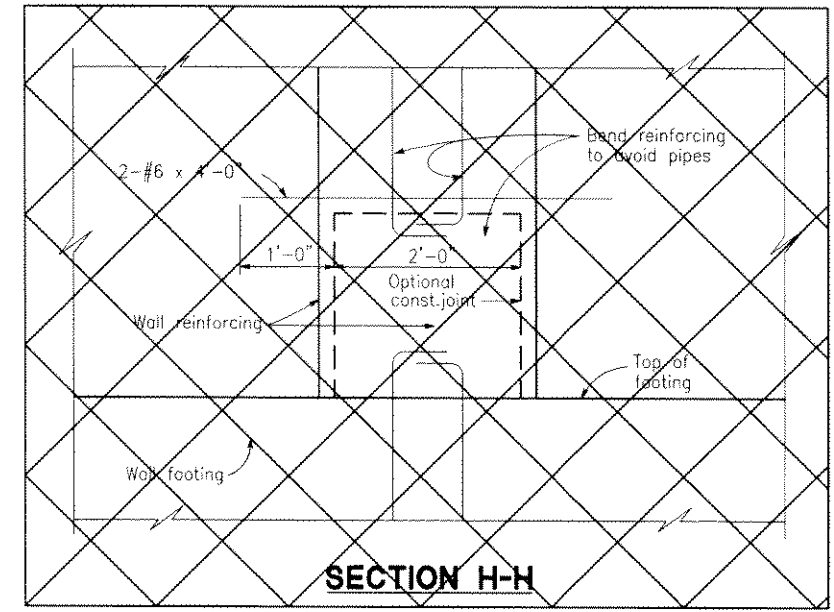 Bend reinforcing
to avoid pipes
2-#6 x 4'-0"
1'-0"
2'-0"
Optional
const.joint
Wall reinforcing
Top of
footing
Wall footing
SECTION H-H